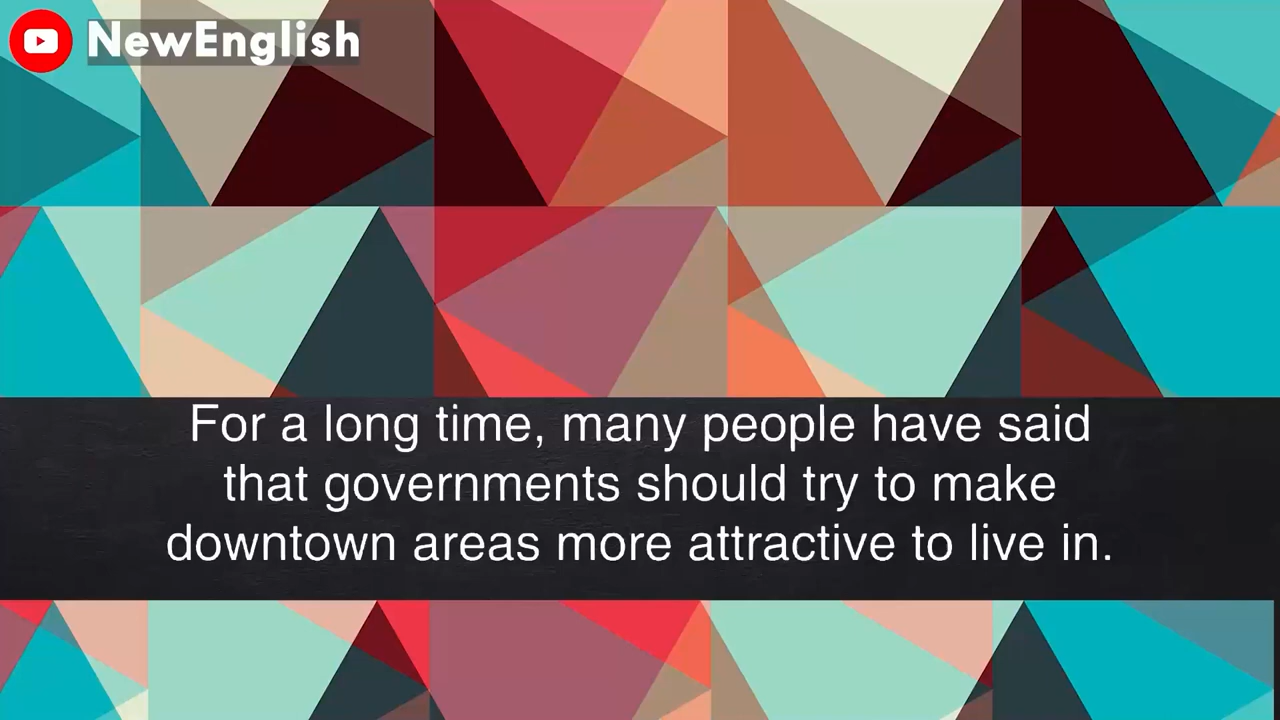 NewEnglish
For a long time, many people have said
that governments should try to make
downtown areas more attractive to live in.